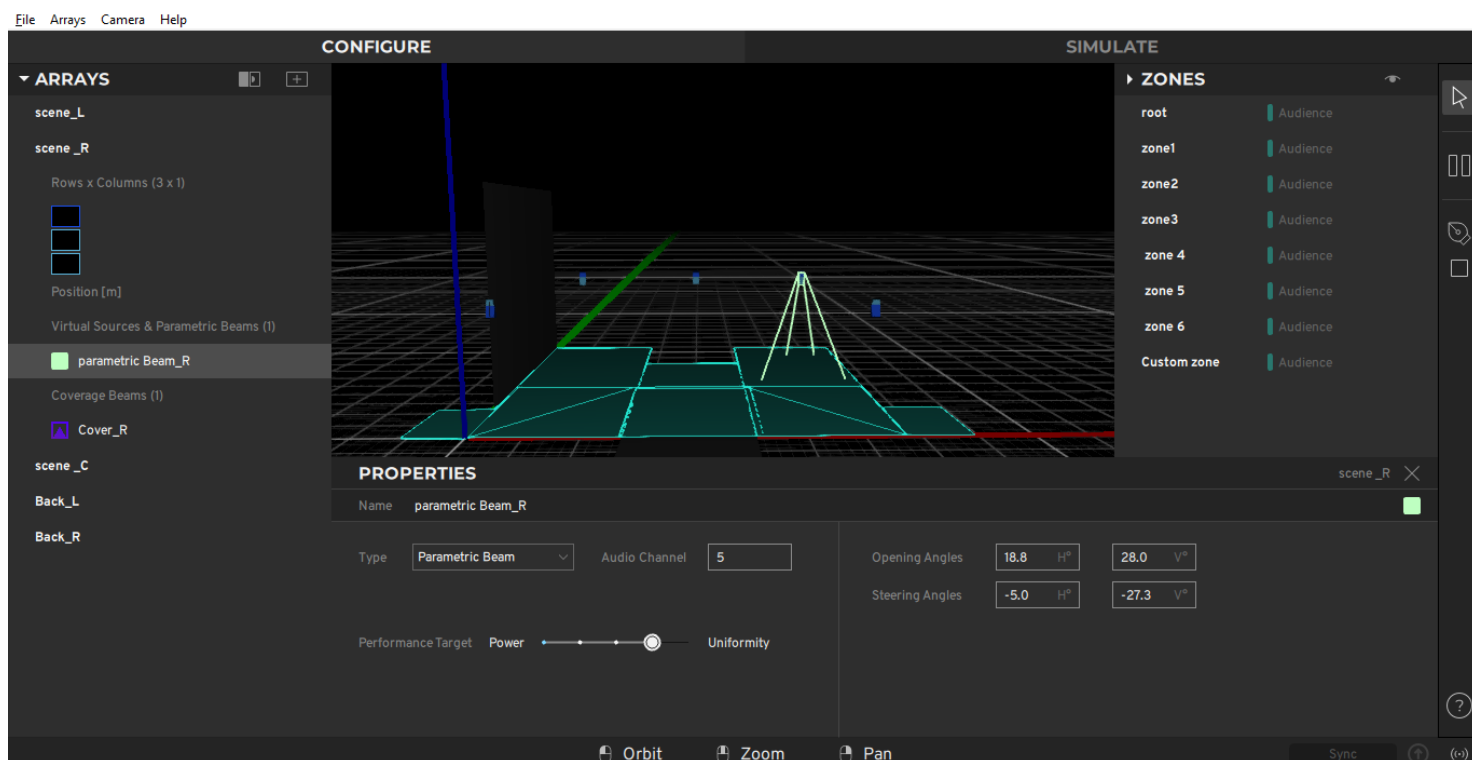 File Arrays Camera Help
CONFIGURE SIMULATE
ARRAYS
scene_L
scene _R
Rows x Columns (3 x 1)
Position [m]
Virtual Sources & Parametric Beams (1)
parametric Beam_R
Coverage Beams (1)
Cover_R
scene _C
Back_L
Back_R
ZONES
root Audience
zone1 Audience
zone2 Audience
zone3 Audience
zone 4 Audience
zone 5 Audience
zone 6 Audience
Custom zone Audience
PROPERTIES scene _R
Name parametric Beam_R
Type Parametric Beam Audio Channel 5
Opening Angles 18.8 H° 28.0 V°
Steering Angles -5.0 H° -27.3 V°
Performance Target Power Uniformity
Orbit Zoom Pan
Sync